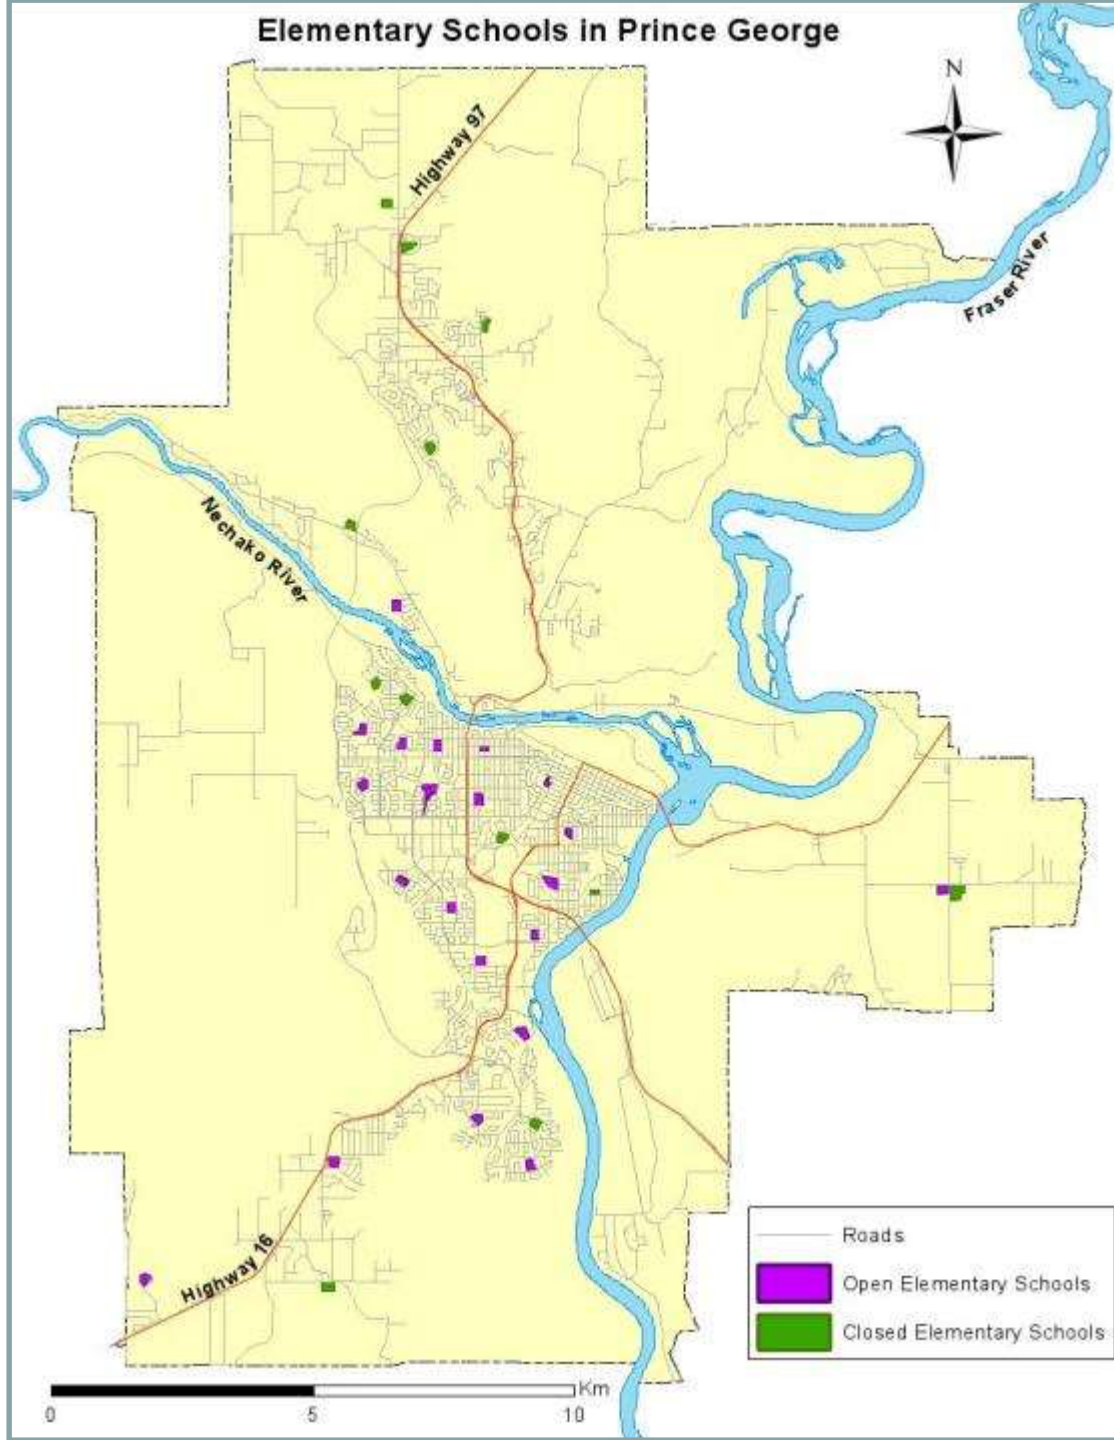 Elementary Schools in Prince George
N
Highway 97
Fraser River
Nechako River
Highway 16
Roads
Open Elementary Schools
Closed Elementary Schools
Km
0 5 10